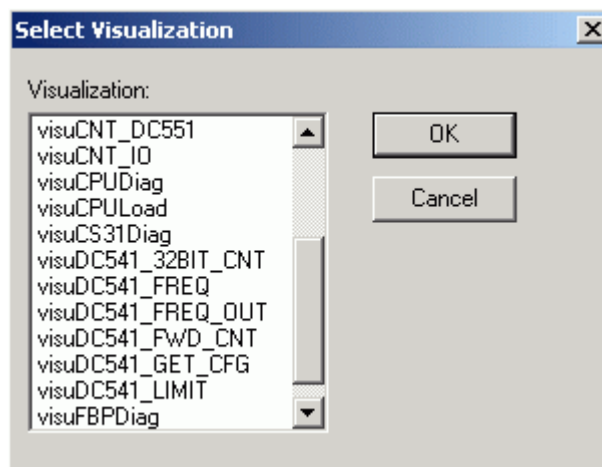 Select Visualization
Visualization:
visuCNT_DC551
visuCNT_IO
visuCPUDiag
visuCPULoad
visuCS31Diag
visuDC541_32BIT_CNT
visuDC541_FREQ
visuDC541_FREQ_OUT
visuDC541_FWD_CNT
visuDC541_GET_CFG
visuDC541_LIMIT
visuFBPDiag
OK
Cancel